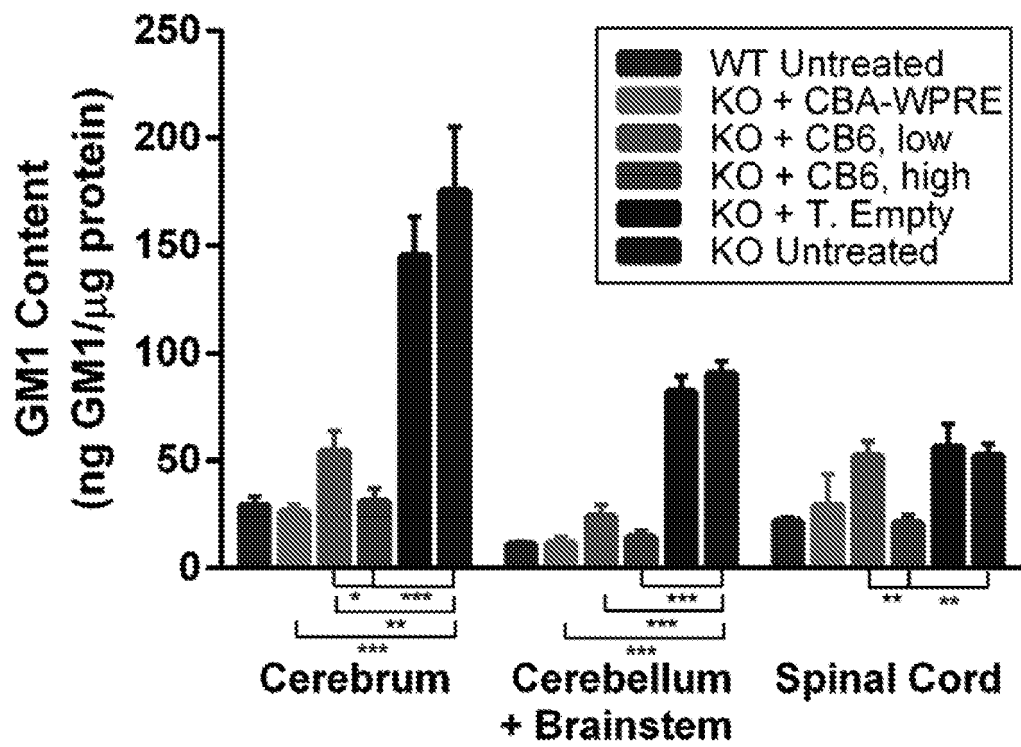 250
200
150
100
50
0
GM1 Content
(ng GM1/μg protein)
WT Untreated
KO + CBA-WPRE
KO + CB6, low
KO + CB6, high
KO + T. Empty
KO Untreated
* *** ** ***
*** *** ***
** **
Cerebrum
Cerebellum
+ Brainstem
Spinal Cord